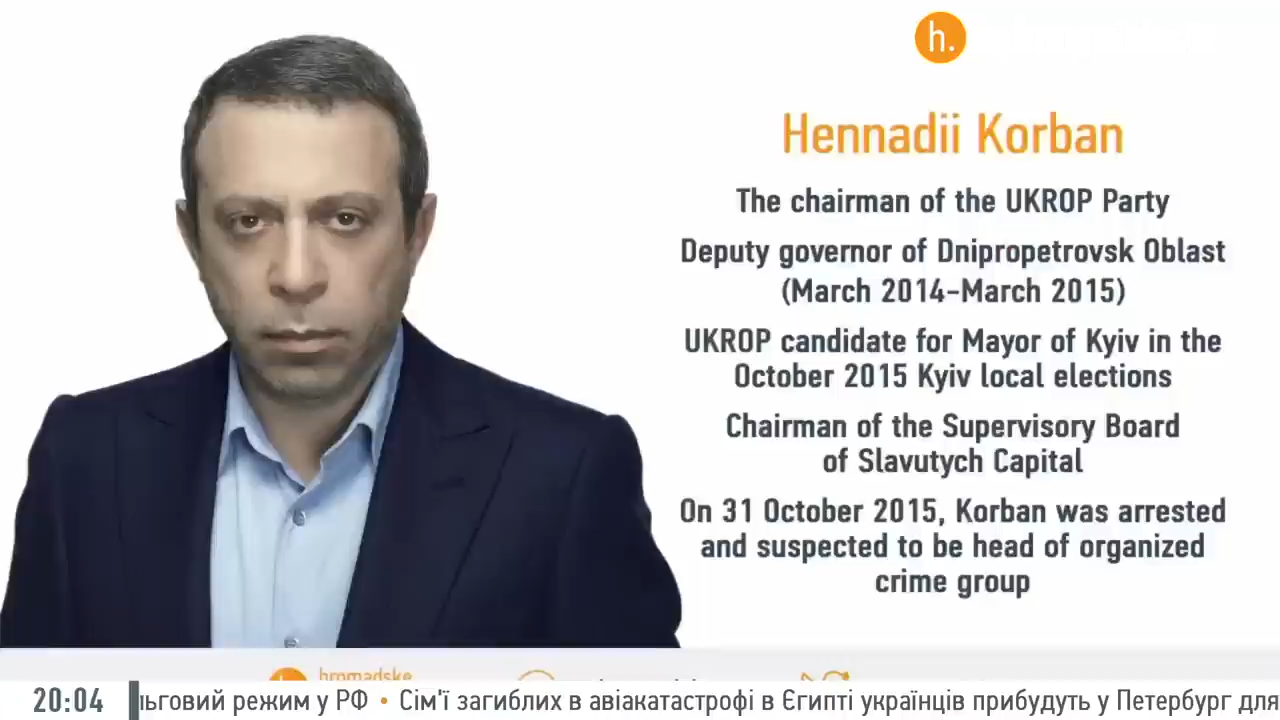 h.
Hennadii Korban
The chairman of the UKROP Party
Deputy governor of Dnipropetrovsk Oblast
(March 2014-March 2015)
UKROP candidate for Mayor of Kyiv in the
October 2015 Kyiv local elections
Chairman of the Supervisory Board
of Slavutych Capital
On 31 October 2015, Korban was arrested
and suspected to be head of organized
crime group
hromadske
20:04 ьговий режим у РФ • Сім'ї загиблих в авіакатастрофі в Єгипті українців прибудуть у Петербург для